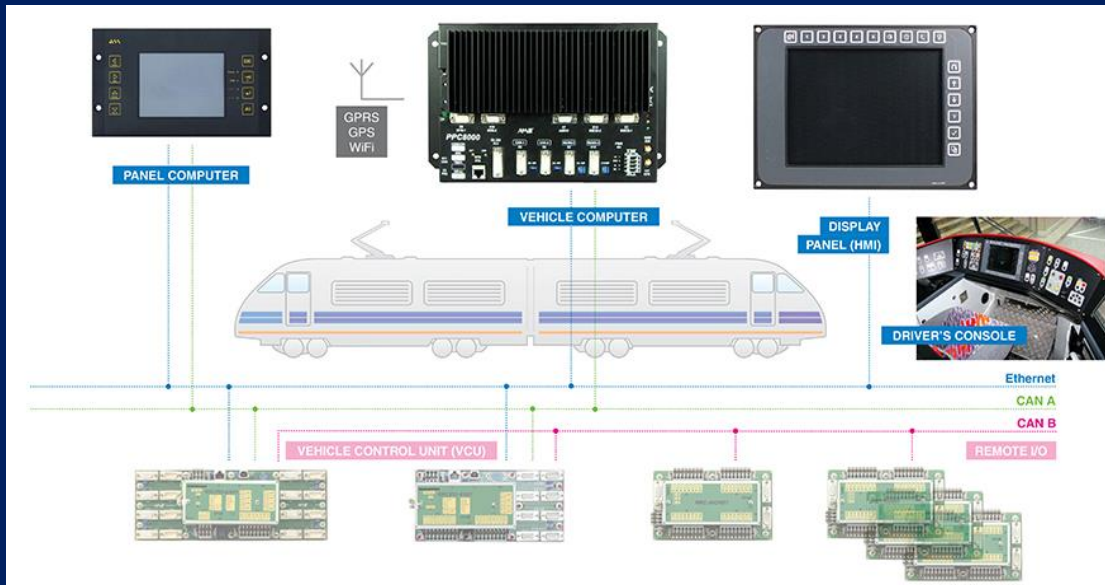 GPRS
GPS
WiFi
PPC8000
PANEL COMPUTER
VEHICLE COMPUTER
DISPLAY
PANEL (HMI)
DRIVER'S CONSOLE
Ethernet
CAN A
CAN B
VEHICLE CONTROL UNIT (VCU)
REMOTE I/O